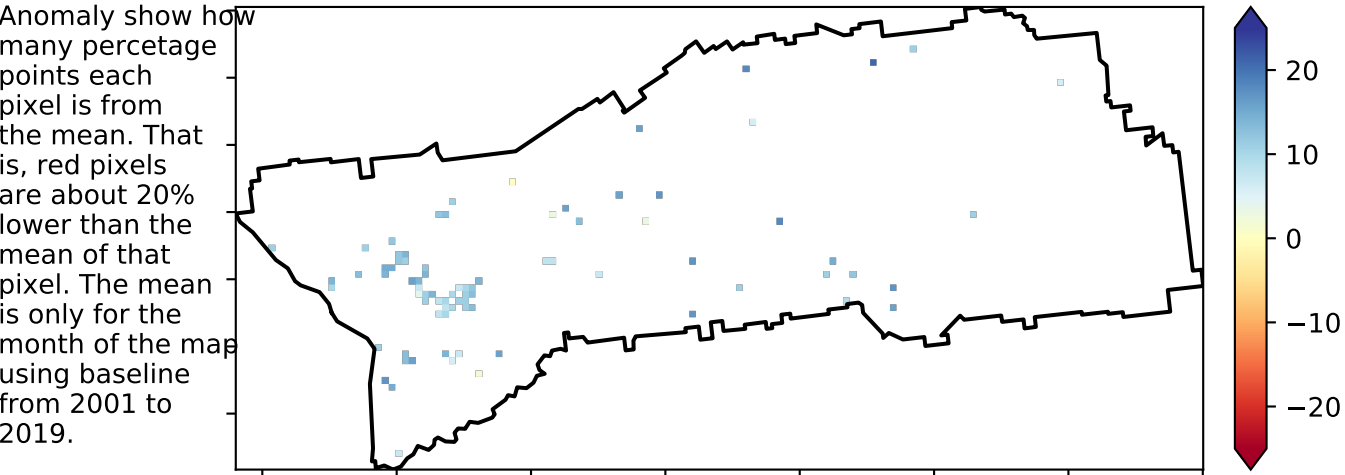 Anomaly show how
many percetage
points each
pixel is from
the mean. That
is, red pixels
are about 20%
lower than the
mean of that
pixel. The mean
is only for the
month of the map
using baseline
from 2001 to
2019.
20
10
0
−10
−20